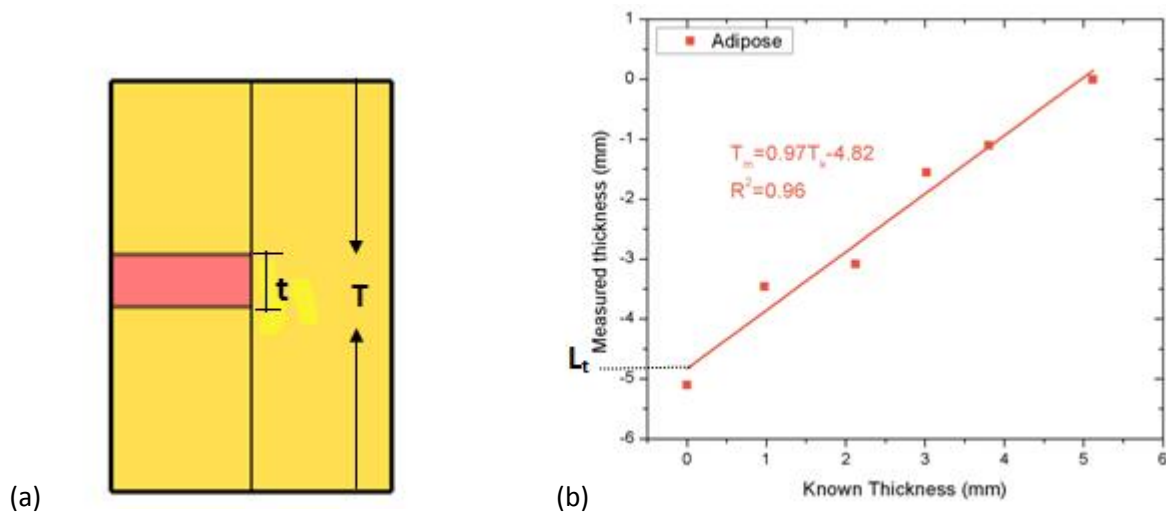 (a)
t
T
(b)
Adipose
Tₘ=0.97Tₖ-4.82
R²=0.96
Lₜ
Measured thickness (mm)
1
0
-1
-2
-3
-4
-5
-6
0 1 2 3 4 5 6
Known Thickness (mm)